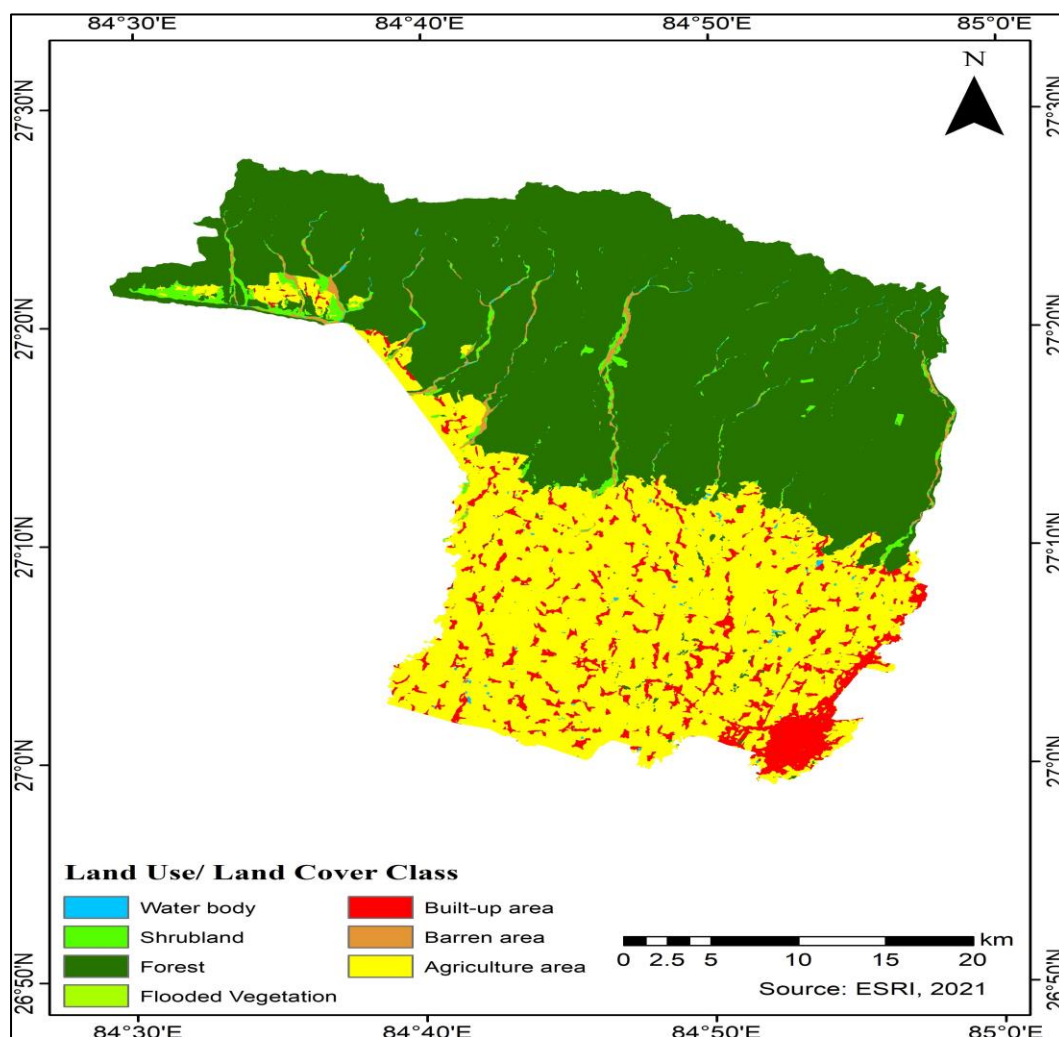 84°30'E 84°40'E 84°50'E 85°0'E
N
27°30'N 27°30'N
27°20'N 27°20'N
27°10'N 27°10'N
27°0'N 27°0'N
26°50'N 26°50'N
Land Use/ Land Cover Class
Water body Built-up area
Shrubland Barren area
Forest Agriculture area
Flooded Vegetation
km
0 2.5 5 10 15 20
Source: ESRI, 2021
84°30'E 84°40'E 84°50'E 85°0'E